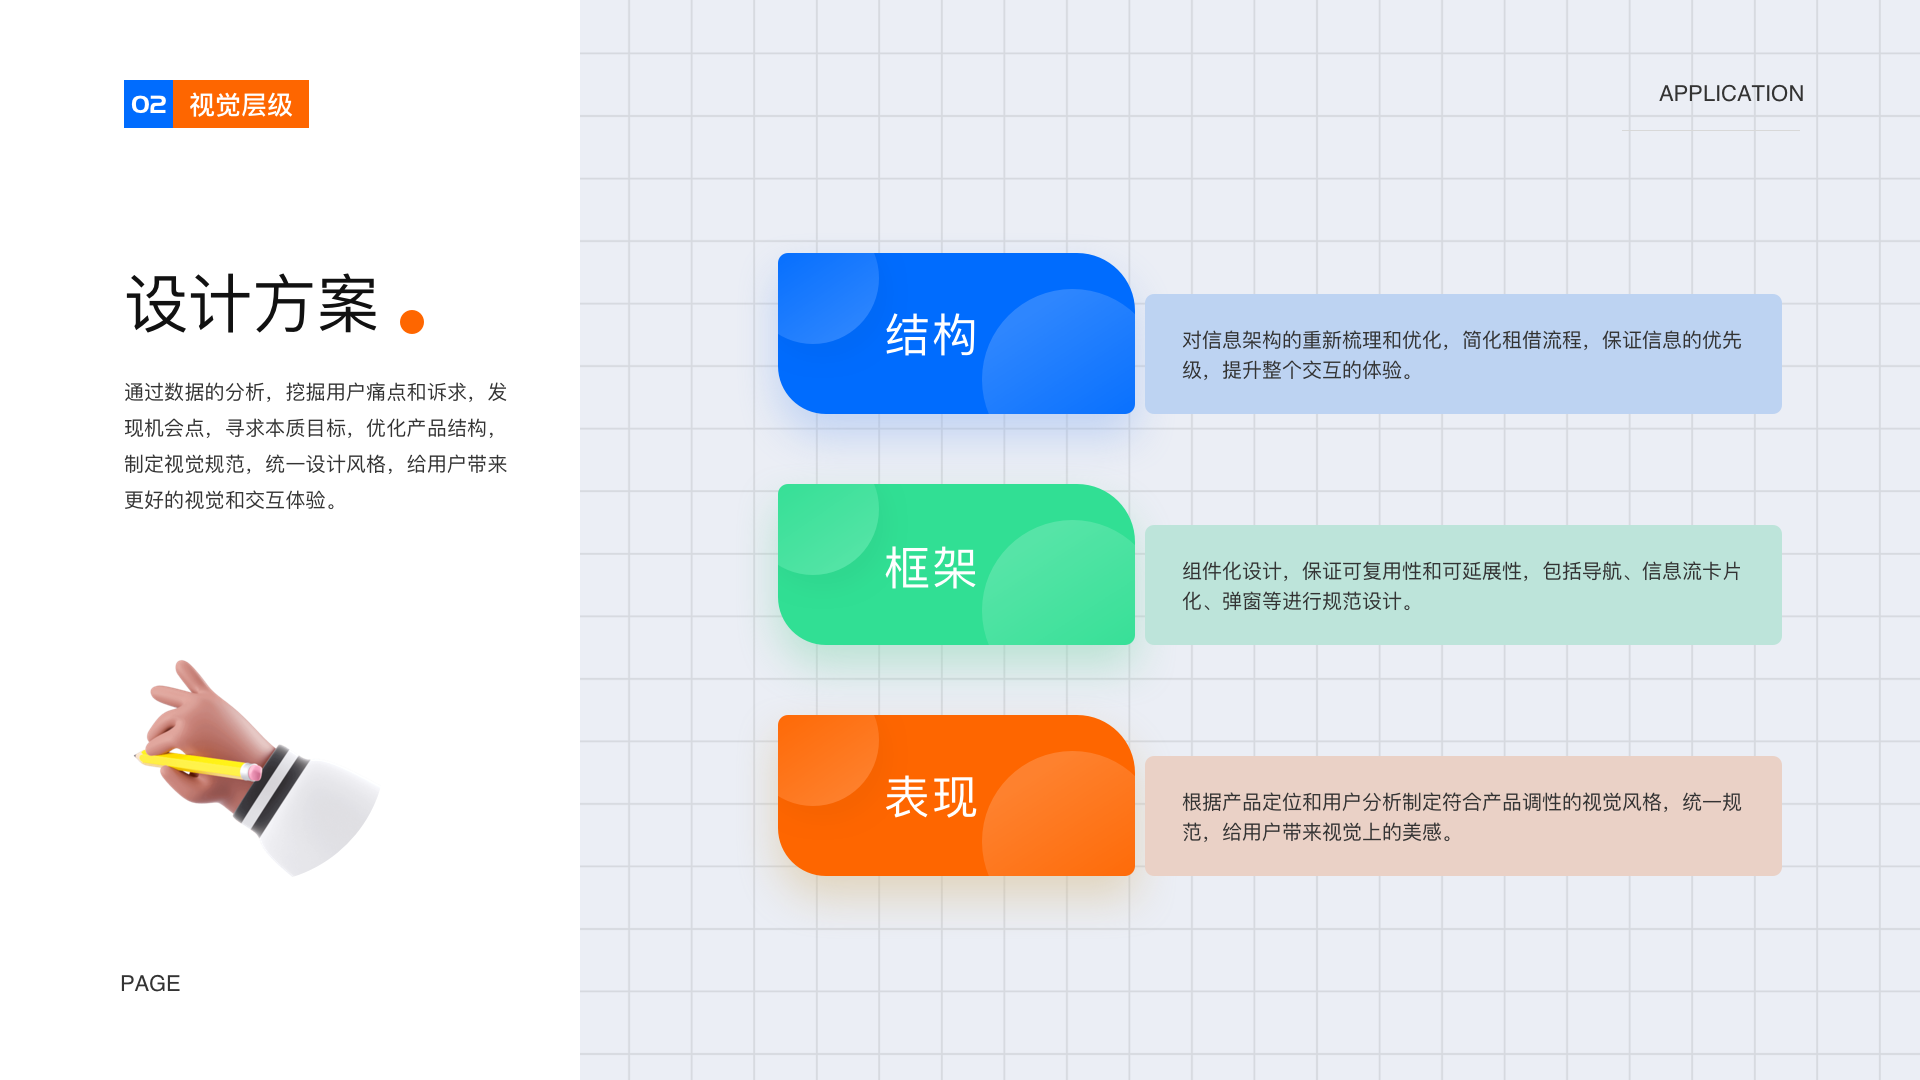 02 视觉层级
APPLICATION
设计方案
通过数据的分析，挖掘用户痛点和诉求，发
现机会点，寻求本质目标，优化产品结构，
制定视觉规范，统一设计风格，给用户带来
更好的视觉和交互体验。
结构
对信息架构的重新梳理和优化，简化租借流程，保证信息的优先
级，提升整个交互的体验。
框架
组件化设计，保证可复用性和可延展性，包括导航、信息流卡片
化、弹窗等进行规范设计。
表现
根据产品定位和用户分析制定符合产品调性的视觉风格，统一规
范，给用户带来视觉上的美感。
PAGE